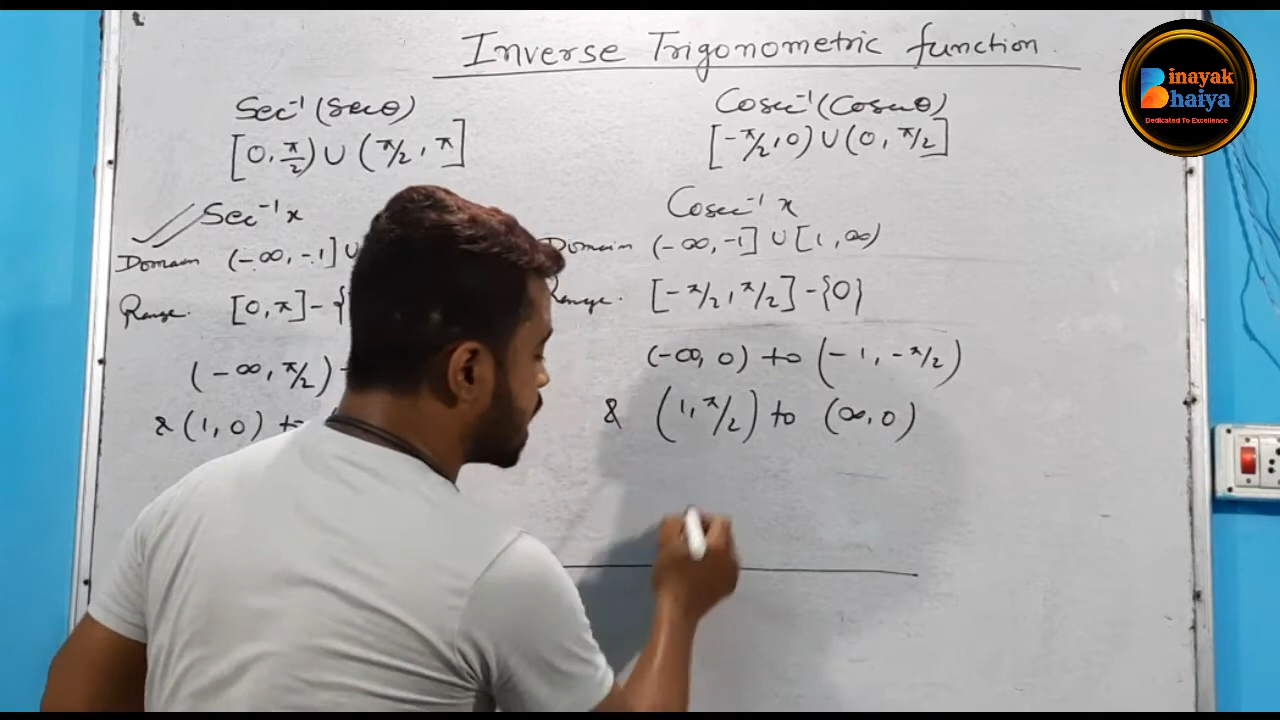 Inverse Trigonometric function
Binayak
Bhaiya
Dedicated To Excellence
Sec⁻¹(Secθ)
[0, π/2) ∪ (π/2, π]
Sec⁻¹ x
Domain (-∞, -1] ∪
Range. [0, π] - {
(-∞, π/2)
& (1, 0) to
Cosec⁻¹(Cosecθ)
[-π/2, 0) ∪ (0, π/2]
Cosec⁻¹ x
Domain (-∞, -1] ∪ [1, ∞)
Range. [-π/2, π/2] - {0}
(-∞, 0) to (-1, -π/2)
& (1, π/2) to (∞, 0)